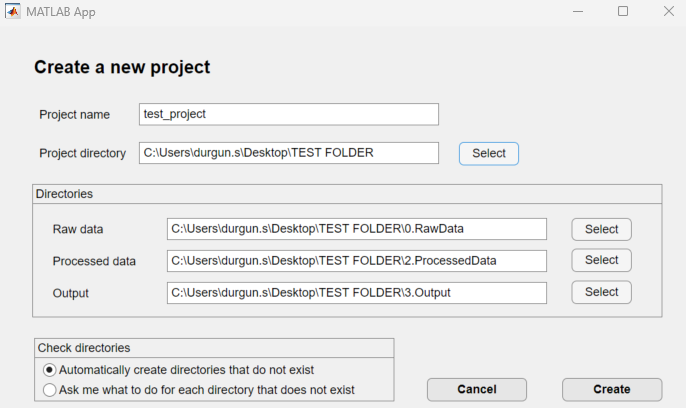 MATLAB App
Create a new project
Project name test_project
Project directory C:\Users\durgun.s\Desktop\TEST FOLDER Select
Directories
Raw data C:\Users\durgun.s\Desktop\TEST FOLDER\0.RawData Select
Processed data C:\Users\durgun.s\Desktop\TEST FOLDER\2.ProcessedData Select
Output C:\Users\durgun.s\Desktop\TEST FOLDER\3.Output Select
Check directories
Automatically create directories that do not exist
Ask me what to do for each directory that does not exist
Cancel Create